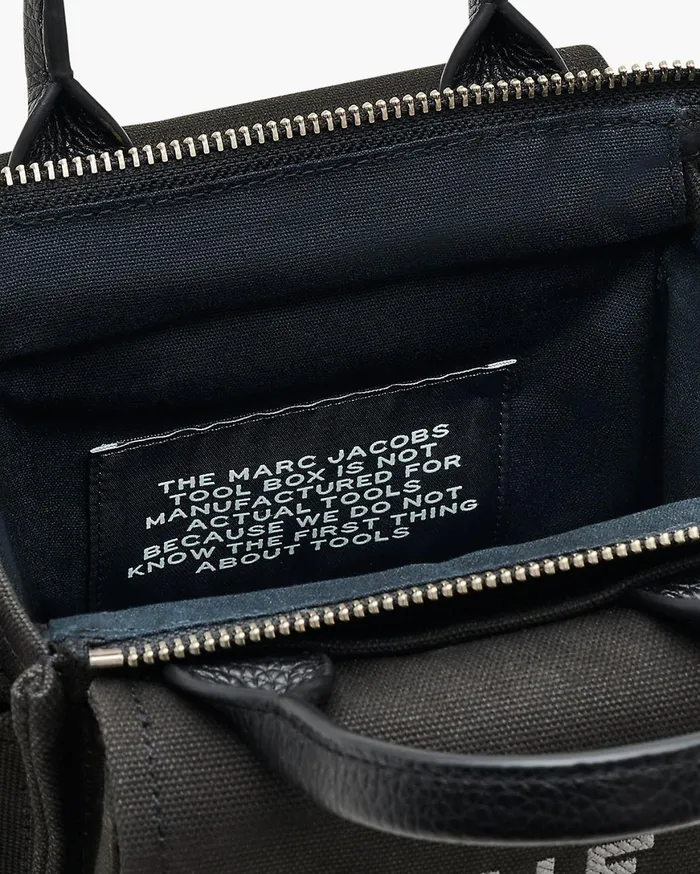 THE MARC JACOBS
TOOL BOX IS NOT
MANUFACTURED FOR
ACTUAL TOOLS
BECAUSE WE DO NOT
KNOW THE FIRST THING
ABOUT TOOLS